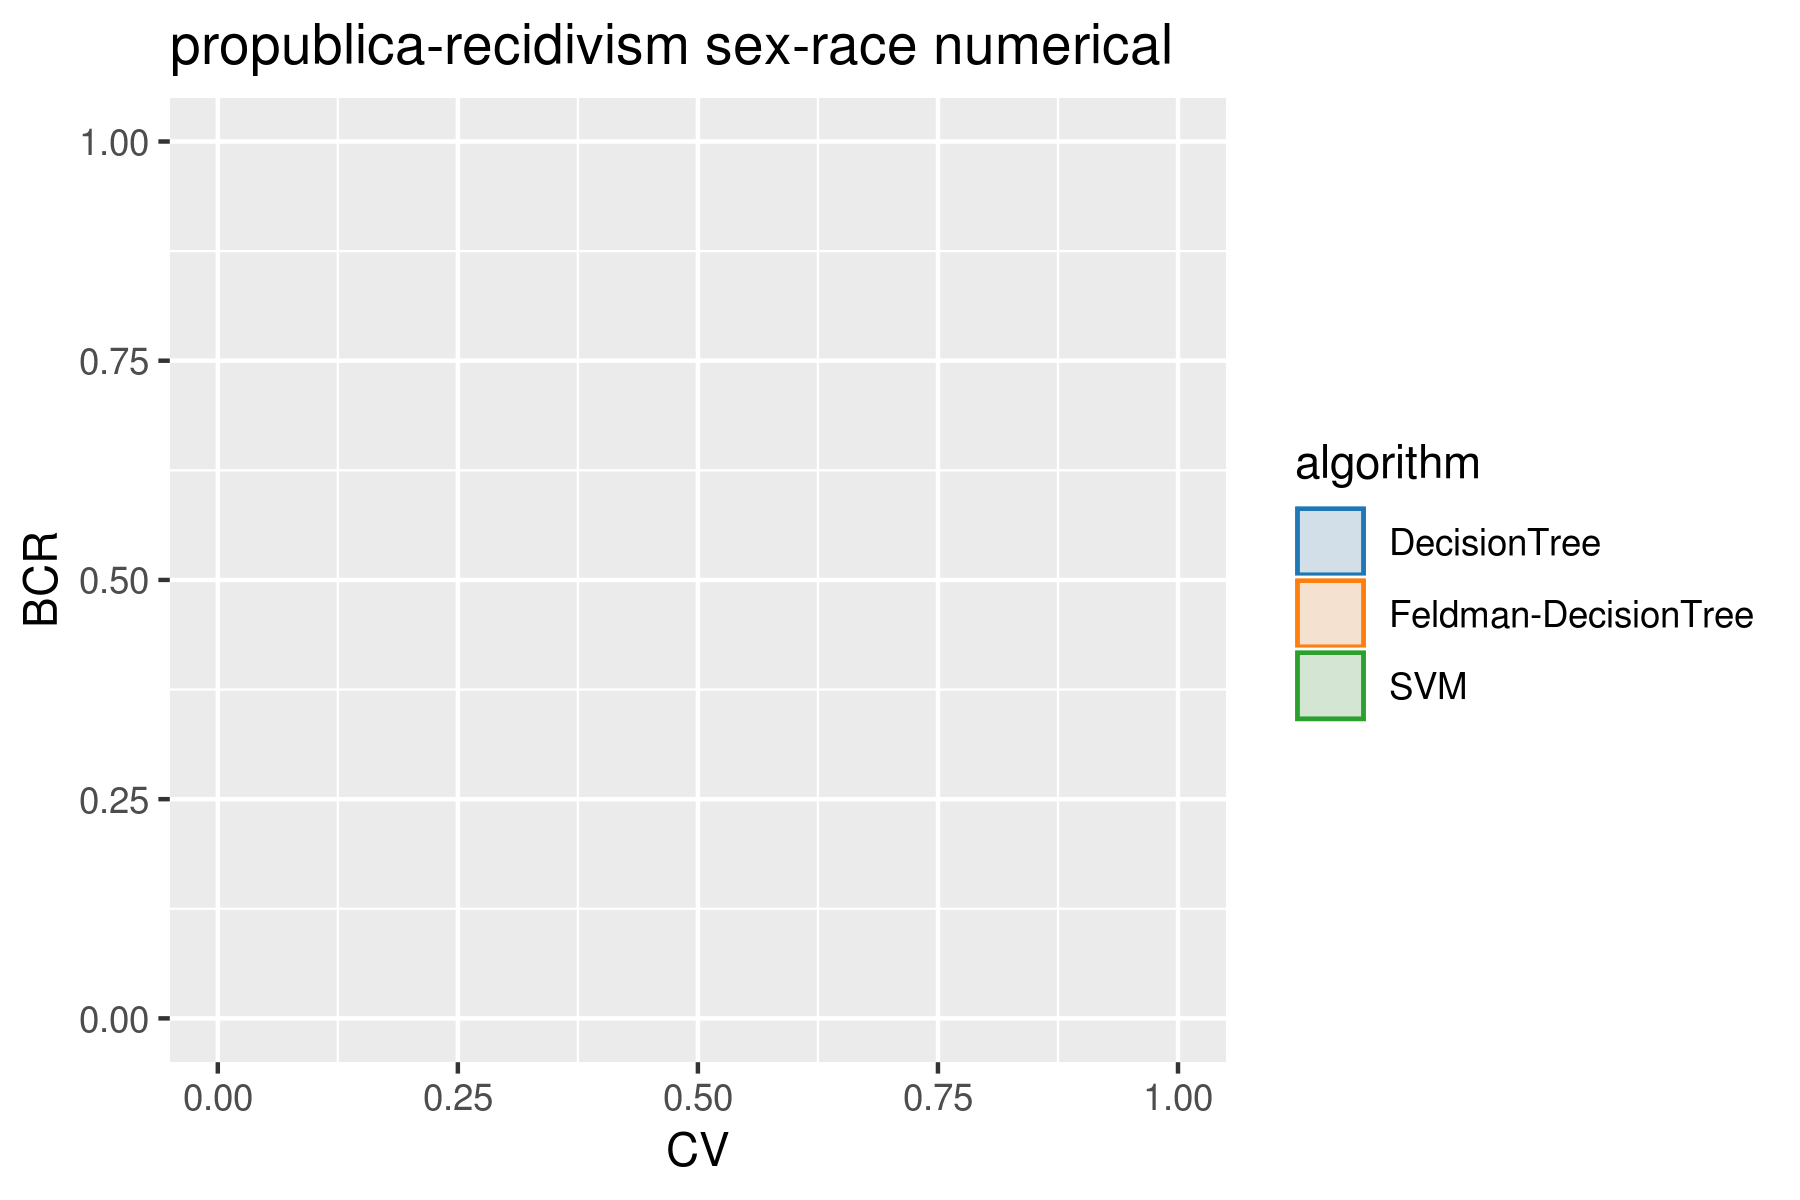 propublica-recidivism sex-race numerical
1.00
0.75
0.50
0.25
0.00
BCR
0.00 0.25 0.50 0.75 1.00
CV
algorithm
DecisionTree
Feldman-DecisionTree
SVM